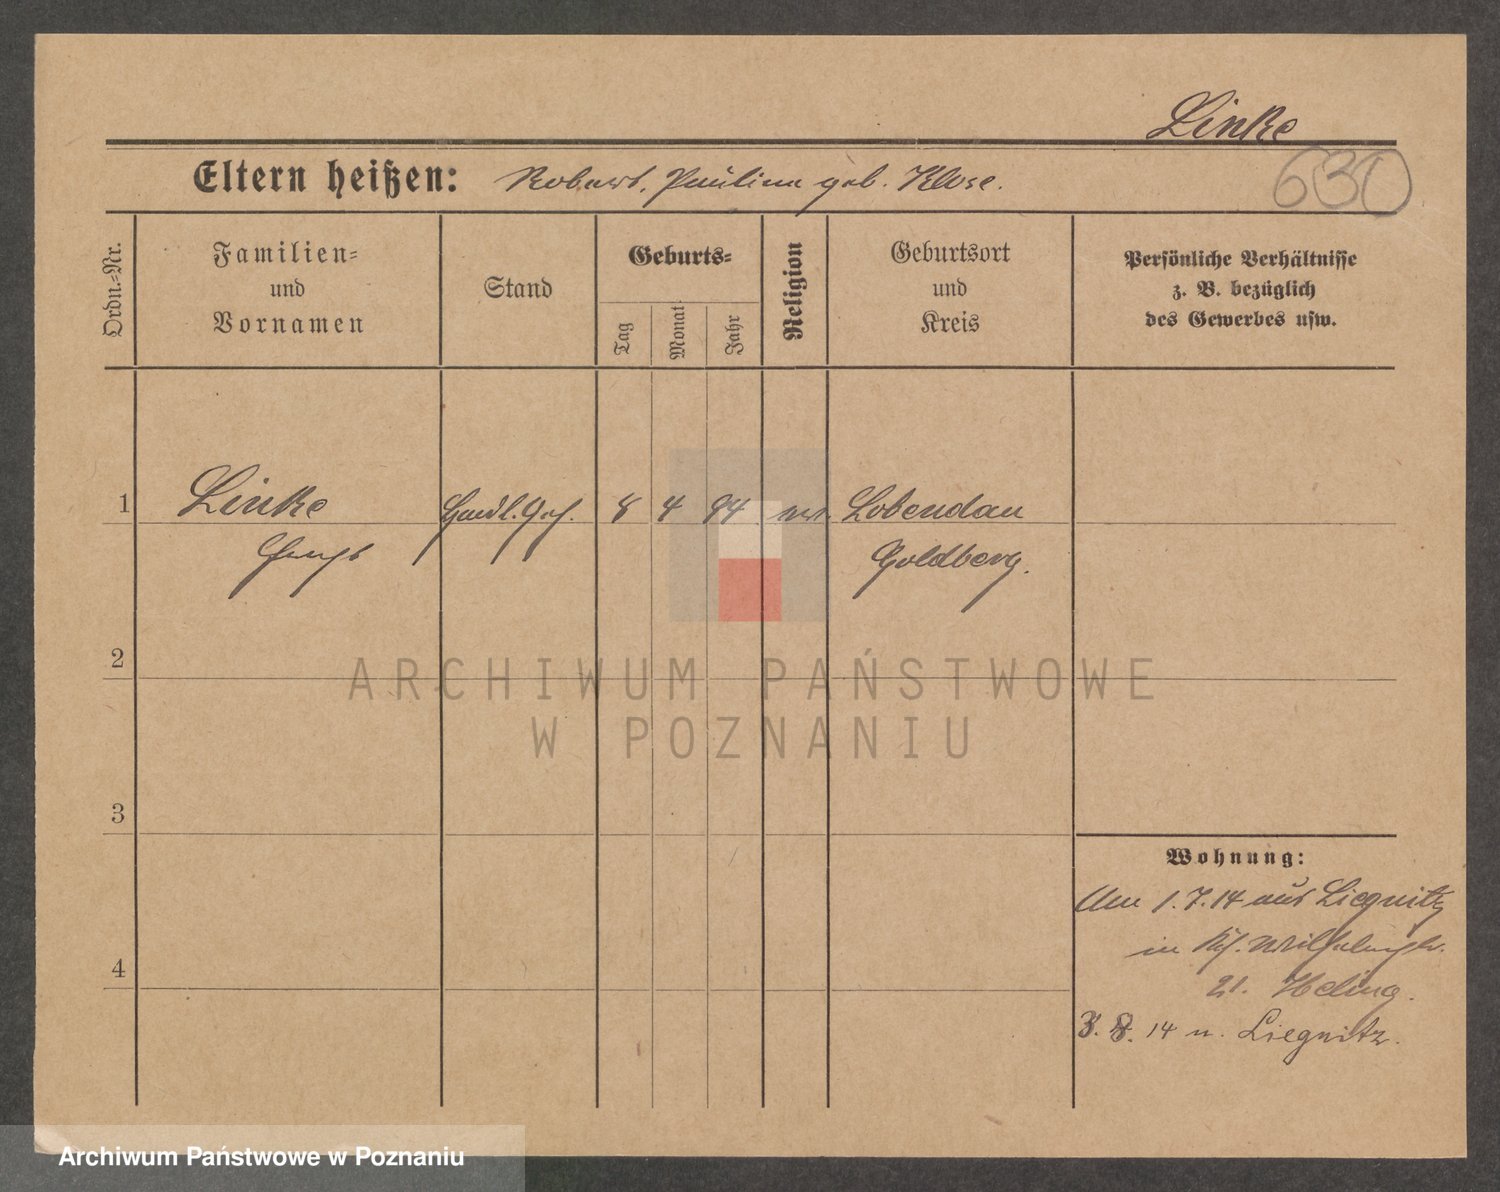 Linke
630
Eltern heißen: Robert, Pauline geb. Klose.
Ordn.-Nr.
Familien-
und
Vornamen
Stand
Geburts-
Tag
Monat
Jahr
Religion
Geburtsort
und
Kreis
Persönliche Verhältnisse
z. B. bezüglich
des Gewerbes usw.
1 Linke Handl. Geh. 8 4 94 Lobendau
Goldberg.
2
ARCHIWUM PAŃSTWOWE
W POZNANIU
3
Wohnung:
Am 1.7.14 aus Liegnitz
in
4
21.
3. 8. 14 n. Liegnitz.
Archiwum Państwowe w Poznaniu